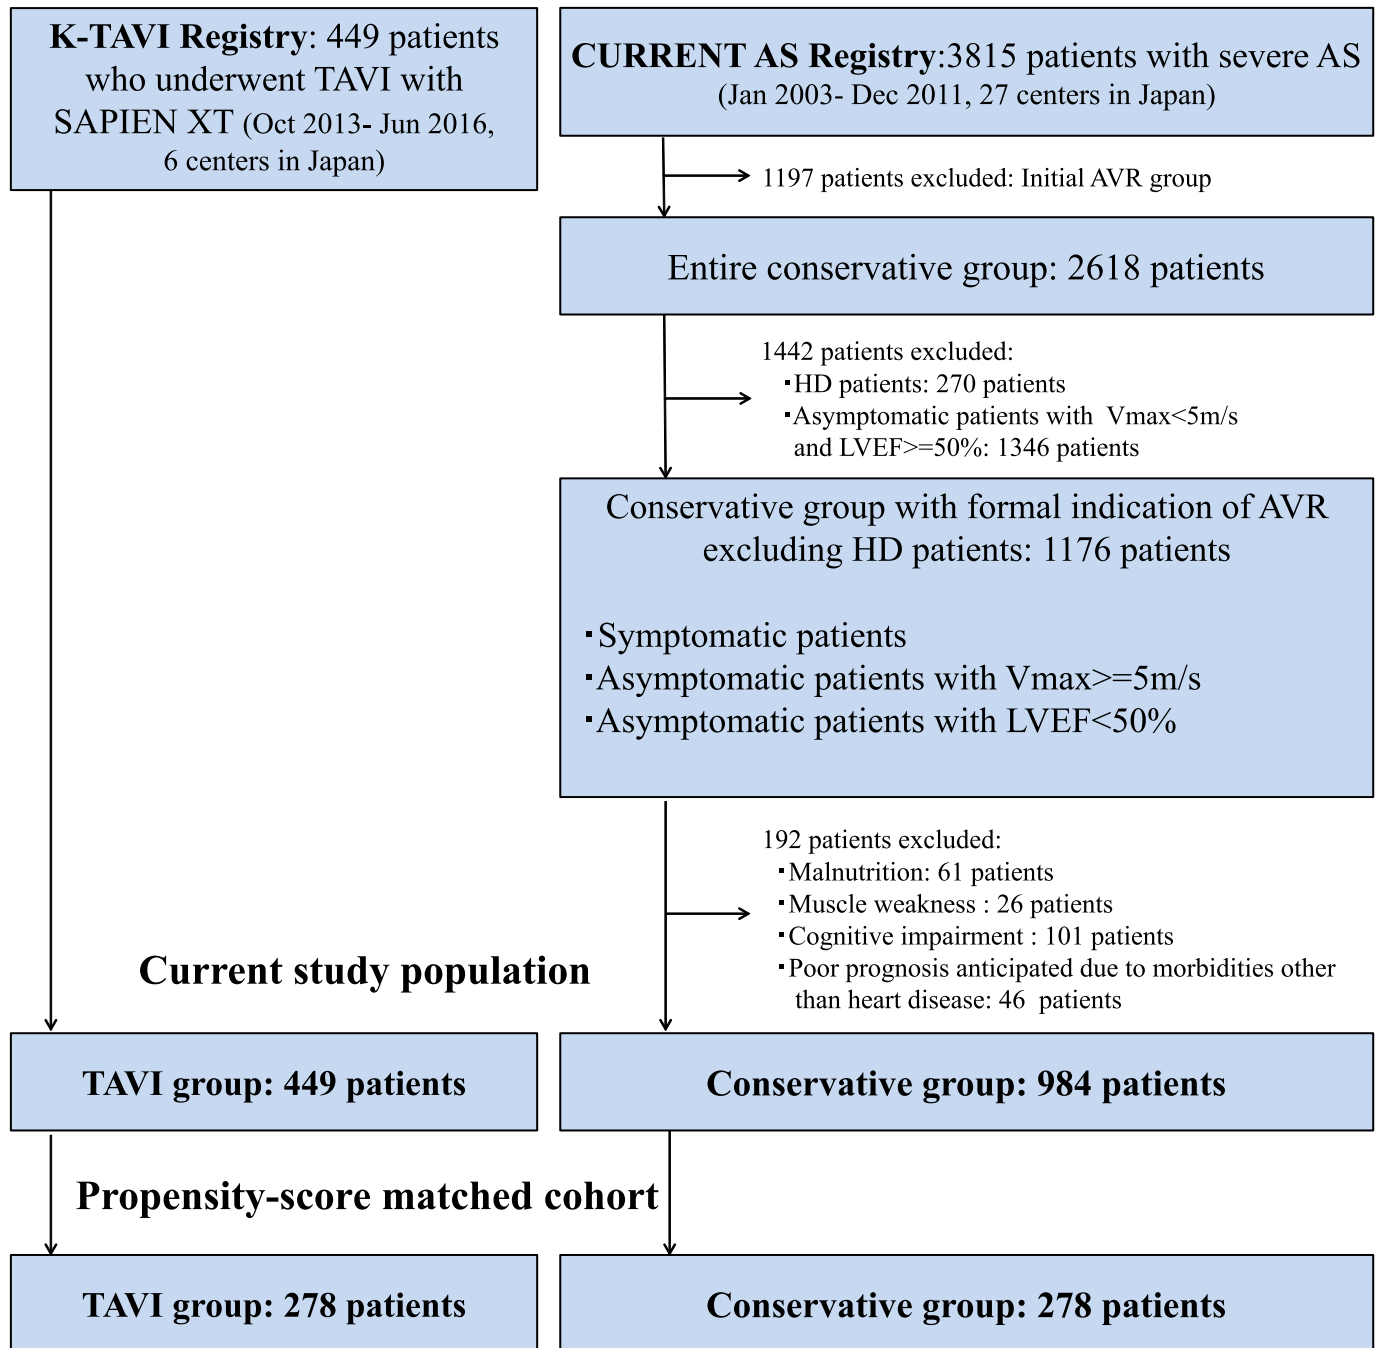 K-TAVI Registry: 449 patients
who underwent TAVI with
SAPIEN XT (Oct 2013- Jun 2016,
6 centers in Japan)
CURRENT AS Registry:3815 patients with severe AS
(Jan 2003- Dec 2011, 27 centers in Japan)
1197 patients excluded: Initial AVR group
Entire conservative group: 2618 patients
1442 patients excluded:
・HD patients: 270 patients
・Asymptomatic patients with Vmax<5m/s
and LVEF>=50%: 1346 patients
Conservative group with formal indication of AVR
excluding HD patients: 1176 patients
・Symptomatic patients
・Asymptomatic patients with Vmax>=5m/s
・Asymptomatic patients with LVEF<50%
192 patients excluded:
・Malnutrition: 61 patients
・Muscle weakness : 26 patients
・Cognitive impairment : 101 patients
・Poor prognosis anticipated due to morbidities other
than heart disease: 46 patients
Current study population
TAVI group: 449 patients
Conservative group: 984 patients
Propensity-score matched cohort
TAVI group: 278 patients
Conservative group: 278 patients